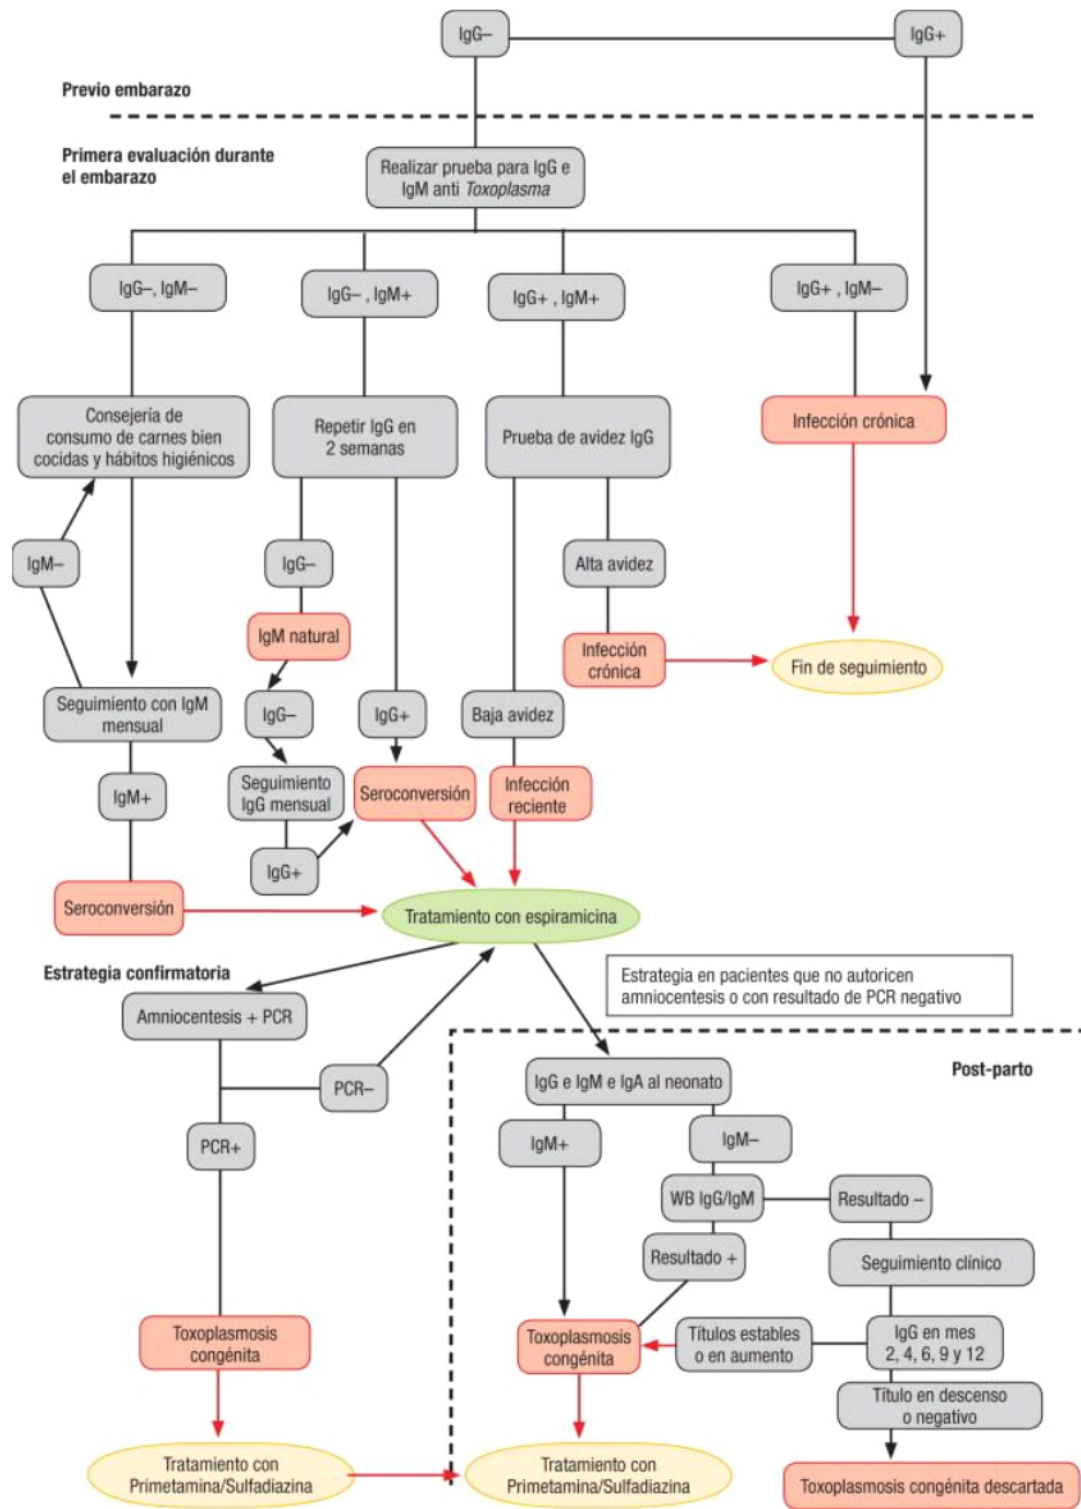 IgG–
IgG+
Previo embarazo
Primera evaluación durante
el embarazo
Realizar prueba para IgG e
IgM anti Toxoplasma
IgG–, IgM–
IgG– , IgM+
IgG+ , IgM+
IgG+ , IgM–
Consejería de
consumo de carnes bien
cocidas y hábitos higiénicos
Repetir IgG en
2 semanas
Prueba de avidez IgG
Infección crónica
IgM–
IgG–
Alta avidez
IgM natural
Infección
crónica
Fin de seguimiento
Seguimiento con IgM
mensual
IgG–
IgG+
Baja avidez
IgM+
Seguimiento
IgG mensual
Seroconversión
Infección
reciente
IgG+
Seroconversión
Tratamiento con espiramicina
Estrategia confirmatoria
Estrategia en pacientes que no autoricen
amniocentesis o con resultado de PCR negativo
Amniocentesis + PCR
Post-parto
PCR–
IgG e IgM e IgA al neonato
PCR+
IgM+
IgM–
WB IgG/IgM
Resultado –
Resultado +
Seguimiento clínico
Toxoplasmosis
congénita
Toxoplasmosis
congénita
Títulos estables
o en aumento
IgG en mes
2, 4, 6, 9 y 12
Título en descenso
o negativo
Tratamiento con
Primetamina/Sulfadiazina
Tratamiento con
Primetamina/Sulfadiazina
Toxoplasmosis congénita descartada